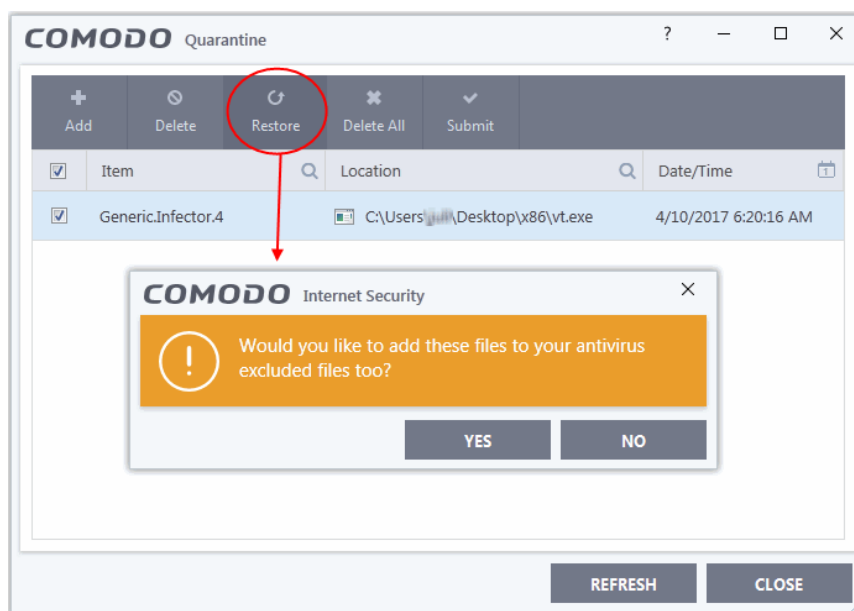 COMODO Quarantine
Add Delete Restore Delete All Submit
Item Location Date/Time
Generic.Infector.4 C:\Users\ \Desktop\x86\vt.exe 4/10/2017 6:20:16 AM
COMODO Internet Security
Would you like to add these files to your antivirus
excluded files too?
YES NO
REFRESH CLOSE